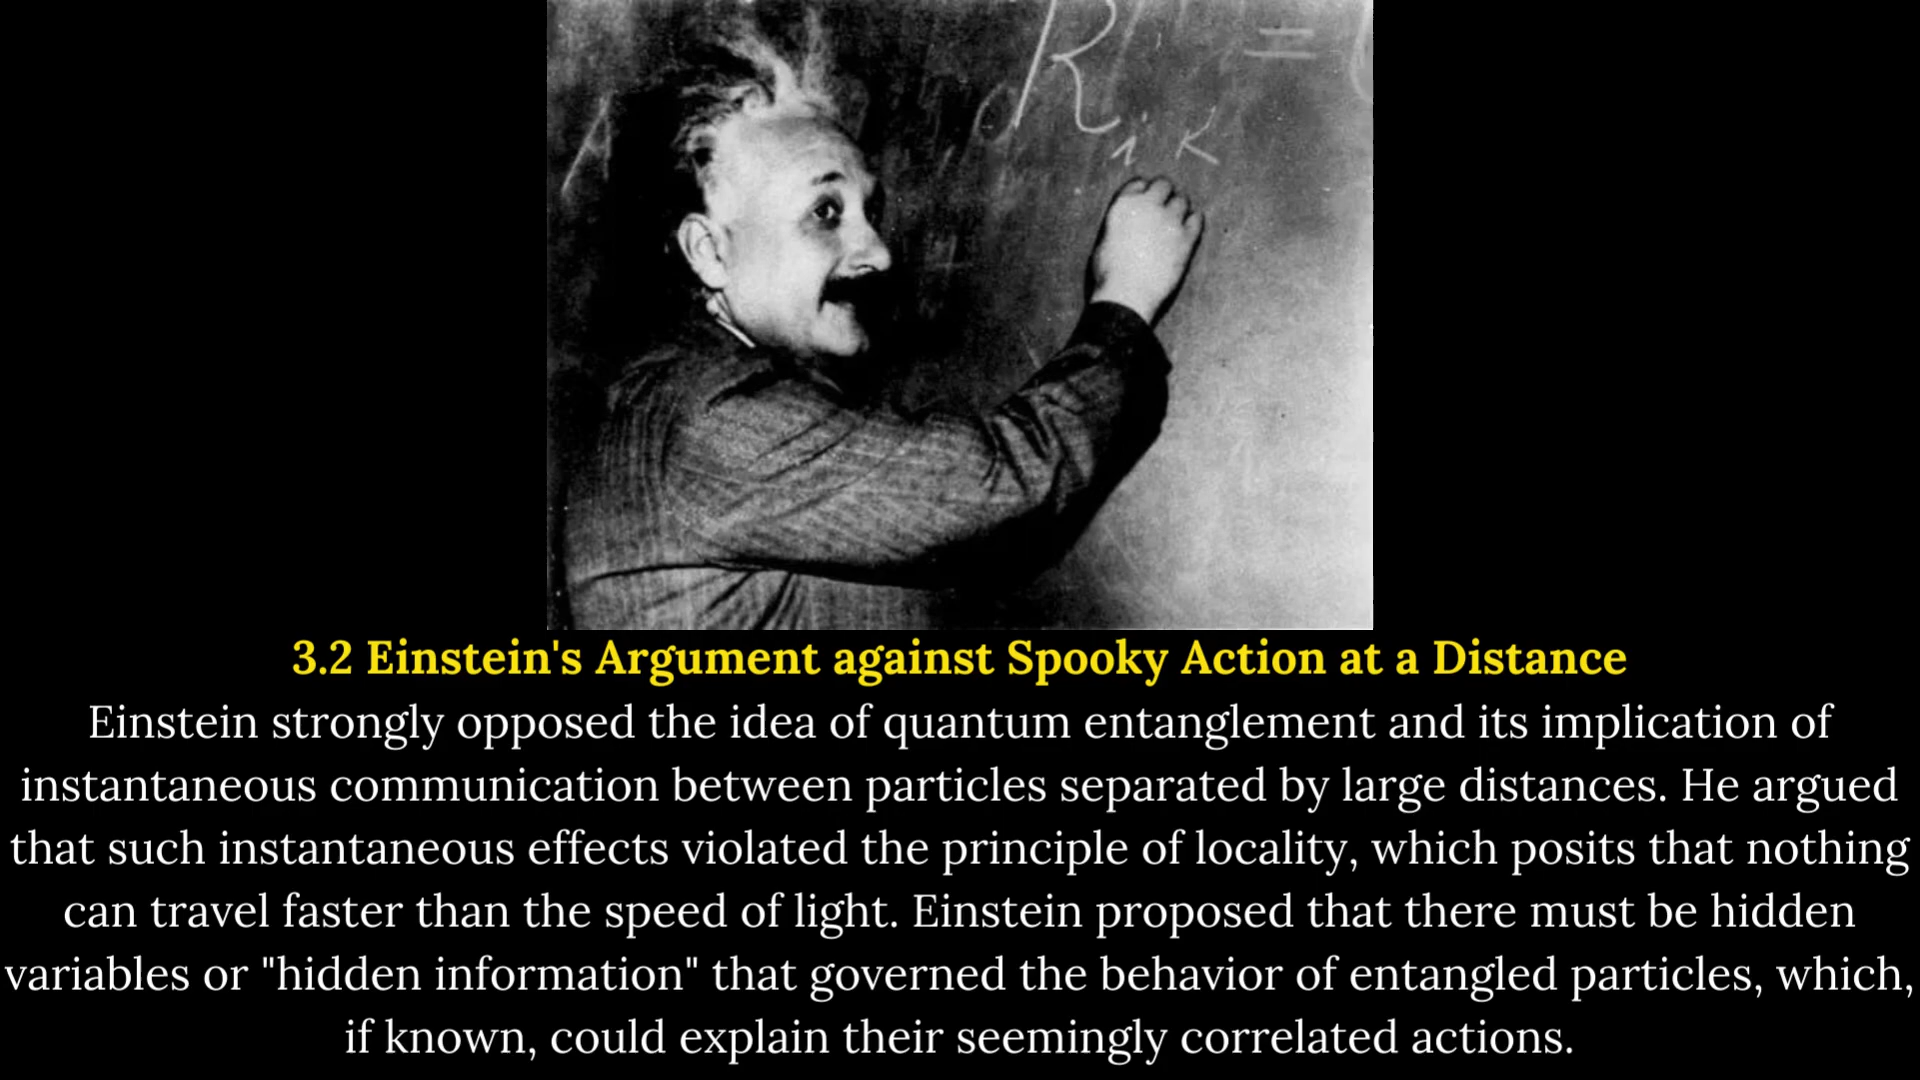 R = 
i K
3.2 Einstein's Argument against Spooky Action at a Distance
Einstein strongly opposed the idea of quantum entanglement and its implication of
instantaneous communication between particles separated by large distances. He argued
that such instantaneous effects violated the principle of locality, which posits that nothing
can travel faster than the speed of light. Einstein proposed that there must be hidden
variables or "hidden information" that governed the behavior of entangled particles, which,
if known, could explain their seemingly correlated actions.